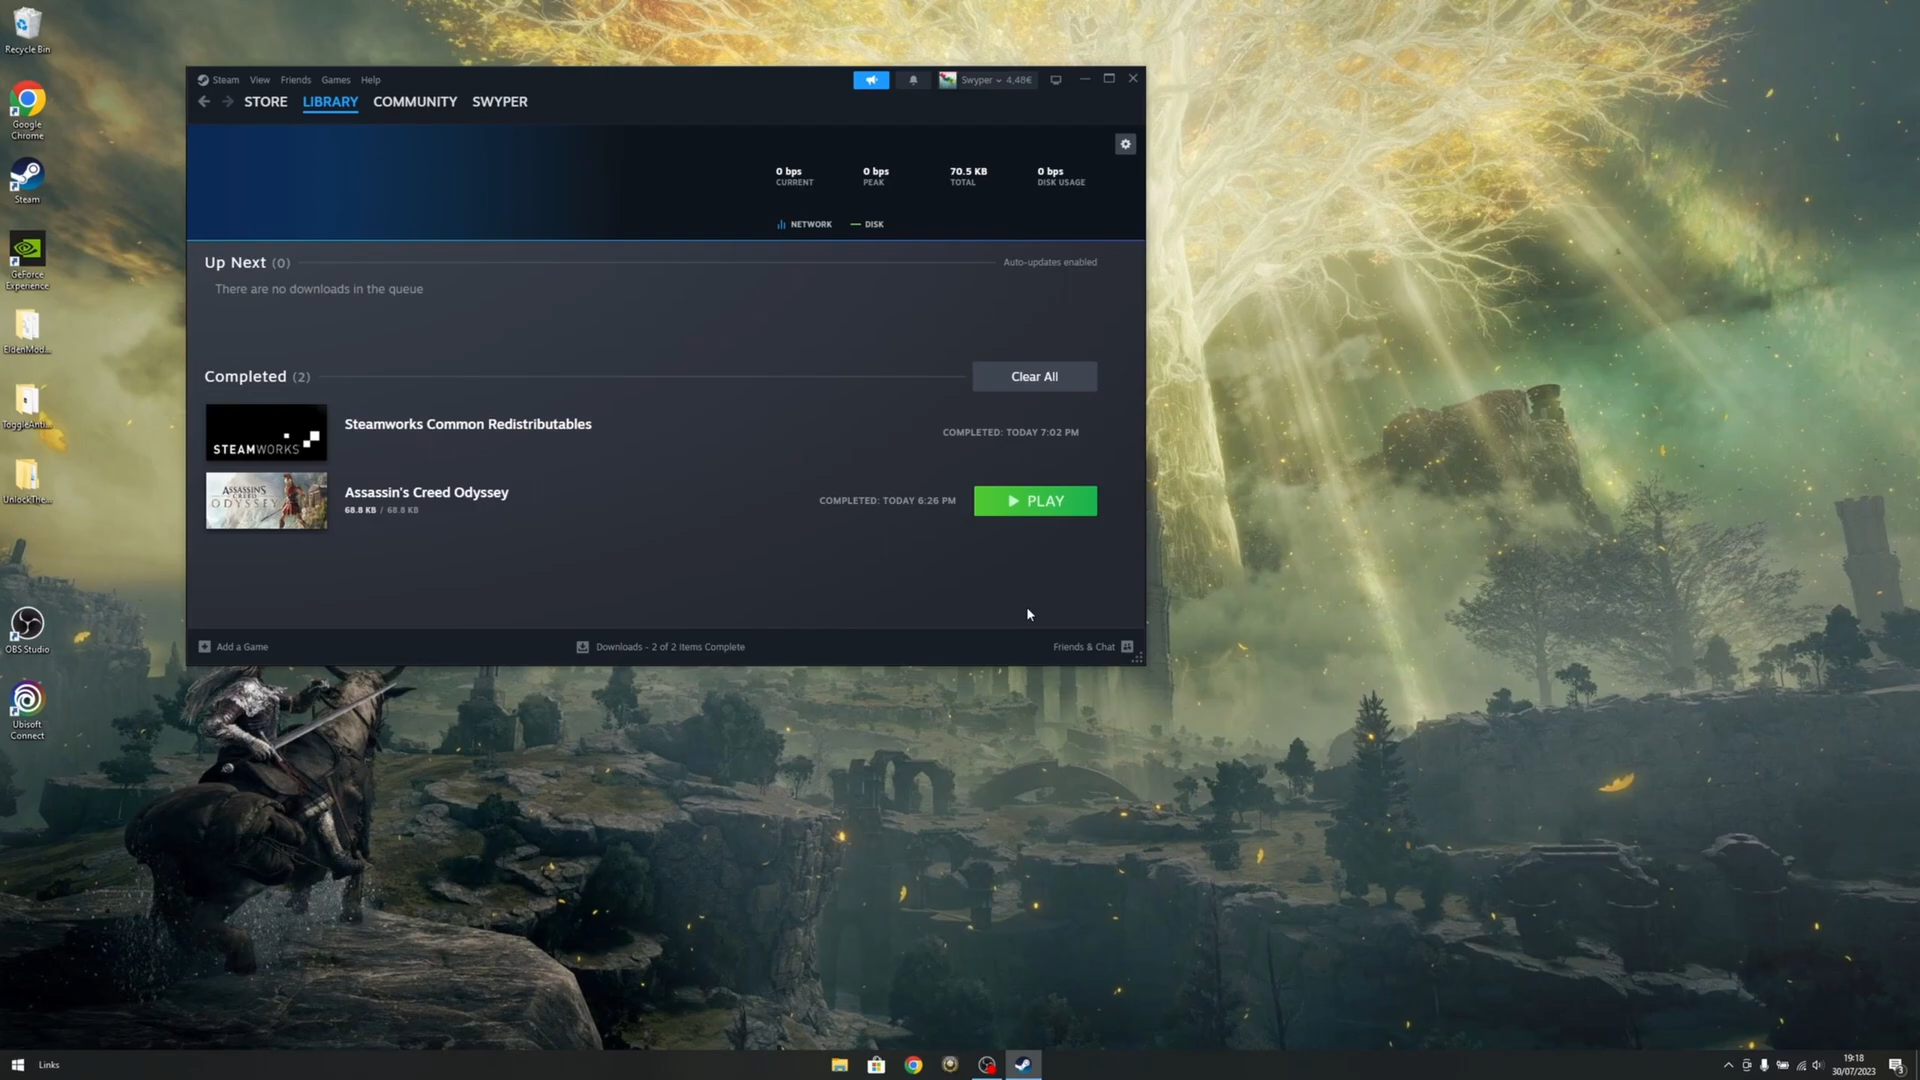 Recycle Bin
Google
Chrome
Steam
GeForce
Experience
EldenMod...
ToggleAnti...
UnlockThe...
OBS Studio
Ubisoft
Connect
Steam View Friends Games Help
Swyper 4,48€
STORE LIBRARY COMMUNITY SWYPER
0 bps 0 bps 70.5 KB 0 bps
CURRENT PEAK TOTAL DISK USAGE
NETWORK DISK
Up Next (0) Auto-updates enabled
There are no downloads in the queue
Completed (2) Clear All
STEAMWORKS
Steamworks Common Redistributables
COMPLETED: TODAY 7:02 PM
ASSASSIN'S
CREED
ODYSSEY
Assassin's Creed Odyssey
68.8 KB / 68.8 KB
COMPLETED: TODAY 6:26 PM PLAY
Add a Game Downloads - 2 of 2 Items Complete Friends & Chat
Links
19:18
30/07/2023
3